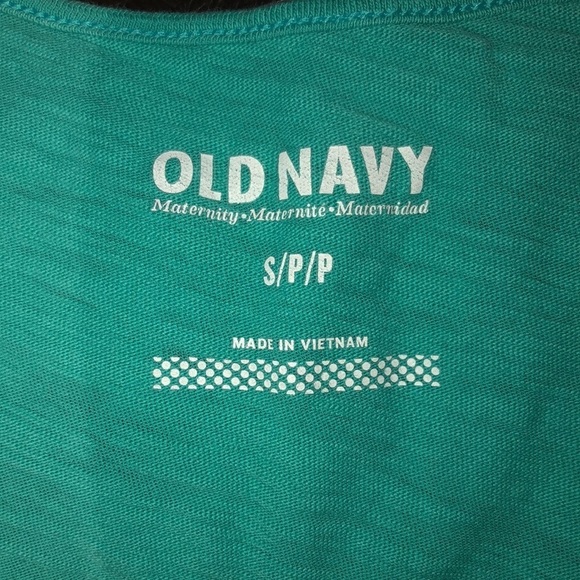 OLD NAVY
Maternity•Maternité•Maternidad
S/P/P
MADE IN VIETNAM